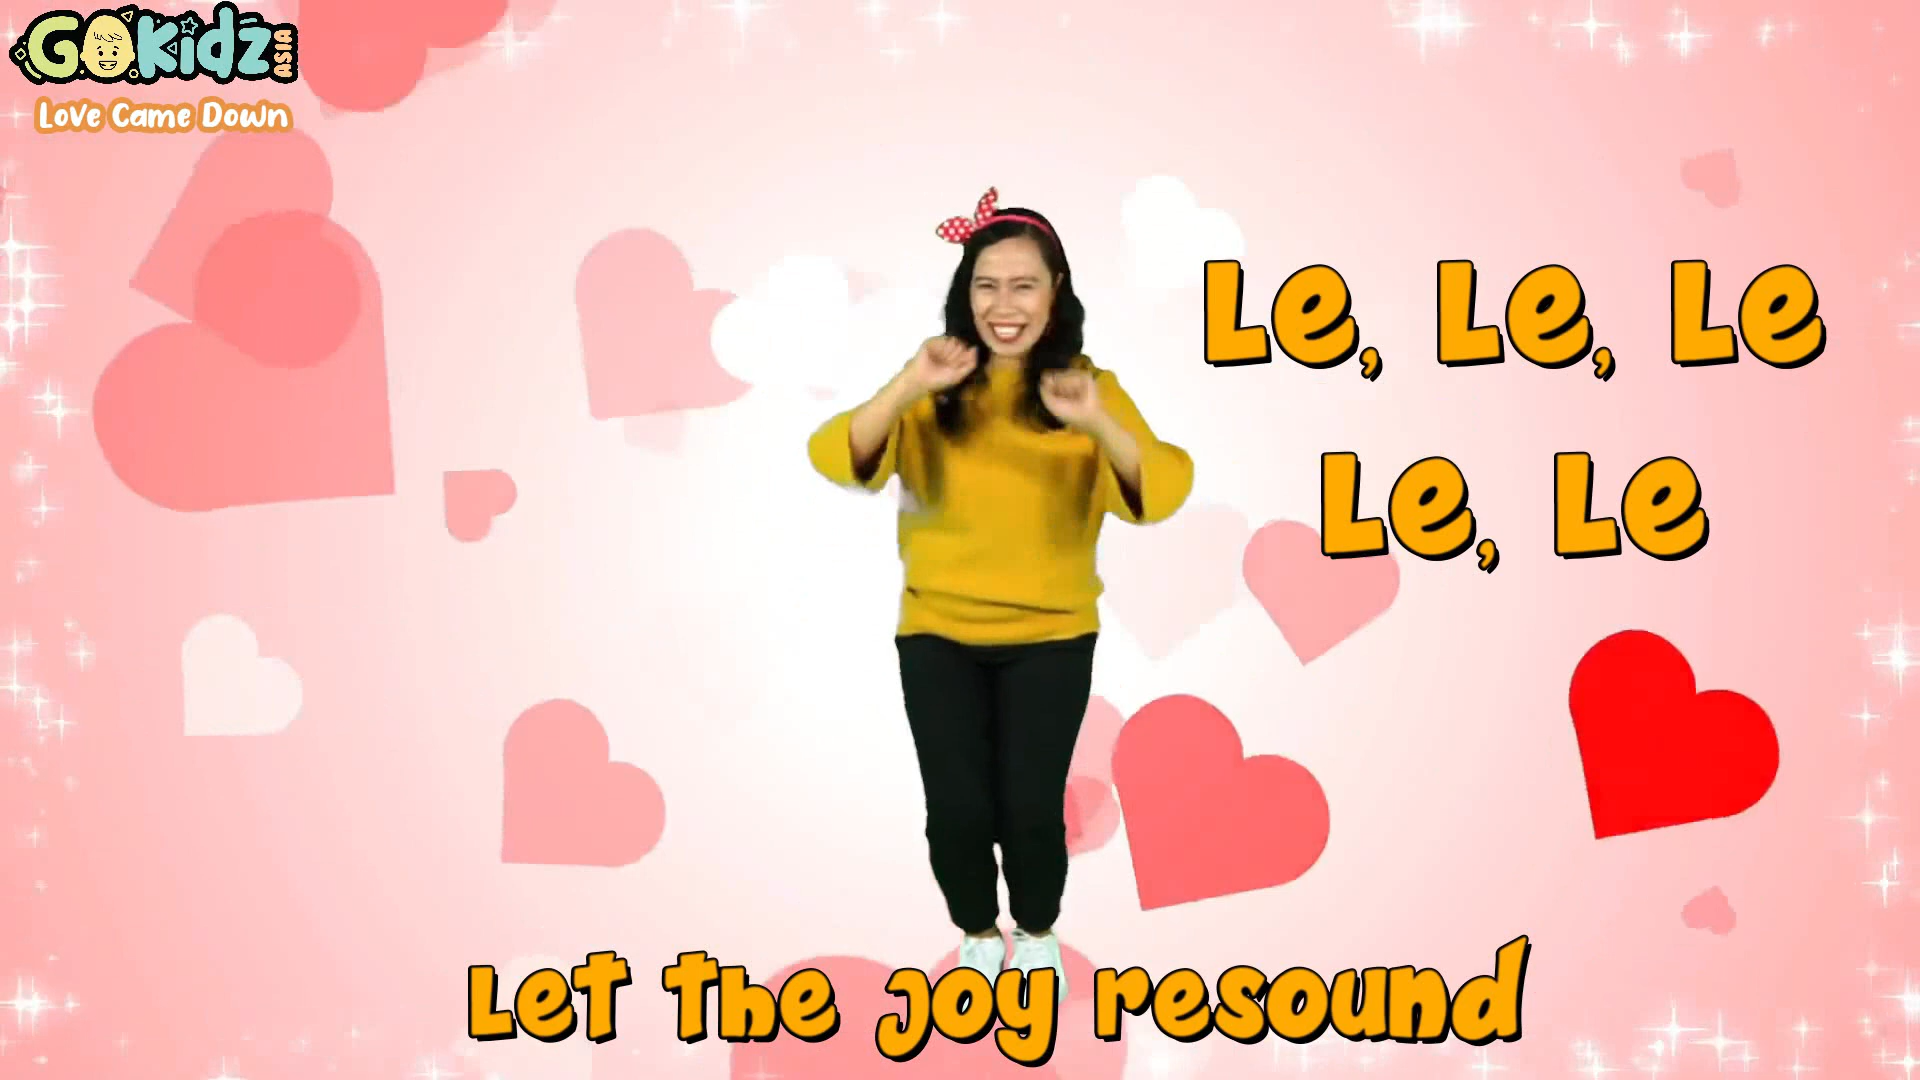 GOKidz ASIA
Love Came Down
Le, Le, Le
Le, Le
Let the joy resound